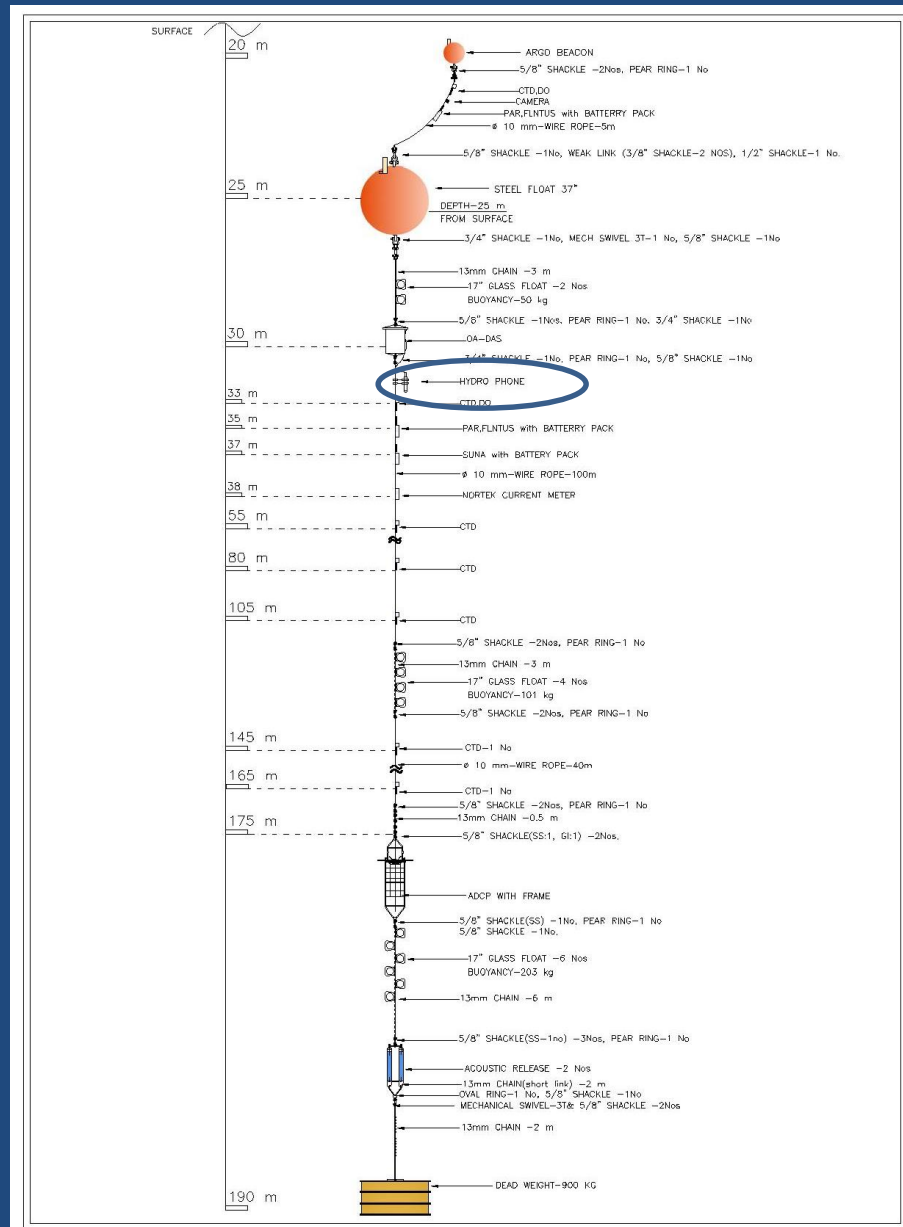 SURFACE
20 m
ARGO BEACON
5/8" SHACKLE -2Nos. PEAR RING-1 No
CTD,DO
CAMERA
PAR,FLNTUS with BATTERRY PACK
ø 10 mm-WIRE ROPE-5m
5/8" SHACKLE -1No, WEAK LINK (3/8" SHACKLE-2 NOS), 1/2" SHACKLE-1 No.
25 m
STEEL FLOAT 37"
DEPTH-25 m
FROM SURFACE
3/4" SHACKLE -1No, MECH SWIVEL 3T-1 No, 5/8" SHACKLE -1No
13mm CHAIN -3 m
17" GLASS FLOAT -2 Nos
BUOYANCY-50 kg
5/8" SHACKLE -1Nos. PEAR RING-1 No. 3/4" SHACKLE -1No
30 m
OA-DAS
3/4" SHACKLE -1No, PEAR RING-1 No, 5/8" SHACKLE -1No
HYDRO PHONE
33 m
CTD,DO
35 m
PAR,FLNTUS with BATTERRY PACK
37 m
SUNA with BATTERY PACK
ø 10 mm-WIRE ROPE-100m
38 m
NORTEK CURRENT METER
55 m
CTD
80 m
CTD
105 m
CTD
5/8" SHACKLE -2Nos, PEAR RING-1 No
13mm CHAIN -3 m
17" GLASS FLOAT -4 Nos
BUOYANCY-101 kg
5/8" SHACKLE -2Nos, PEAR RING-1 No
145 m
CTD-1 No
ø 10 mm-WIRE ROPE-40m
165 m
CTD-1 No
5/8" SHACKLE -2Nos, PEAR RING-1 No
13mm CHAIN -0.5 m
175 m
5/8" SHACKLE(SS:1, GI:1) -2Nos.
ADCP WITH FRAME
5/8" SHACKLE(SS) -1No, PEAR RING-1 No
5/8" SHACKLE -1No.
17" GLASS FLOAT -6 Nos
BUOYANCY-203 kg
13mm CHAIN -6 m
5/8" SHACKLE(SS-1no) -3Nos, PEAR RING-1 No
ACOUSTIC RELEASE -2 Nos
13mm CHAIN(short link) -2 m
OVAL RING-1 No, 5/8" SHACKLE -1No
MECHANICAL SWIVEL-3T& 5/8" SHACKLE -2Nos
13mm CHAIN -2 m
DEAD WEIGHT-900 KG
190 m